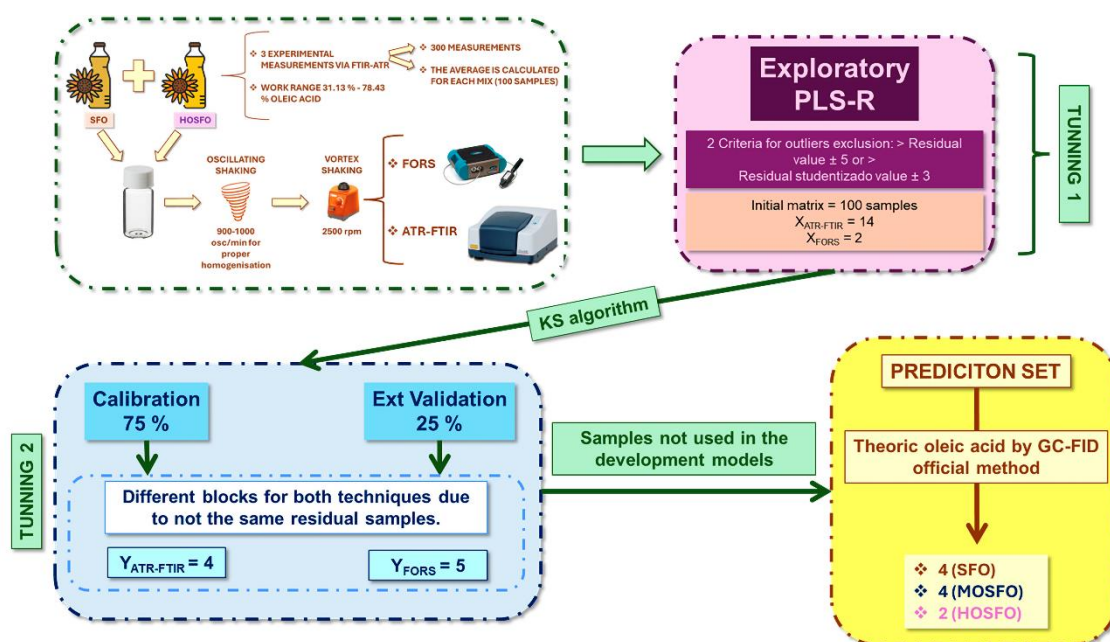 ❖ 3 EXPERIMENTAL
MEASUREMENTS VIA FTIR-ATR
❖ WORK RANGE 31.13 % - 78.43
% OLEIC ACID
❖ 300 MEASUREMENTS
❖ THE AVERAGE IS CALCULATED
FOR EACH MIX (100 SAMPLES)
SFO
HOSFO
OSCILLATING
SHAKING
900-1000
osc/min for
proper
homogenisation
VORTEX
SHAKING
2500 rpm
❖ FORS
❖ ATR-FTIR
Exploratory
PLS-R
2 Criteria for outliers exclusion: > Residual
value ± 5 or >
Residual studentizado value ± 3
Initial matrix = 100 samples
XATR-FTIR = 14
XFORS = 2
TUNNING 1
KS algorithm
TUNNING 2
Calibration
75 %
Ext Validation
25 %
Different blocks for both techniques due
to not the same residual samples.
YATR-FTIR = 4
YFORS = 5
Samples not used in the
development models
PREDICITON SET
Theoric oleic acid by GC-FID
official method
❖ 4 (SFO)
❖ 4 (MOSFO)
❖ 2 (HOSFO)